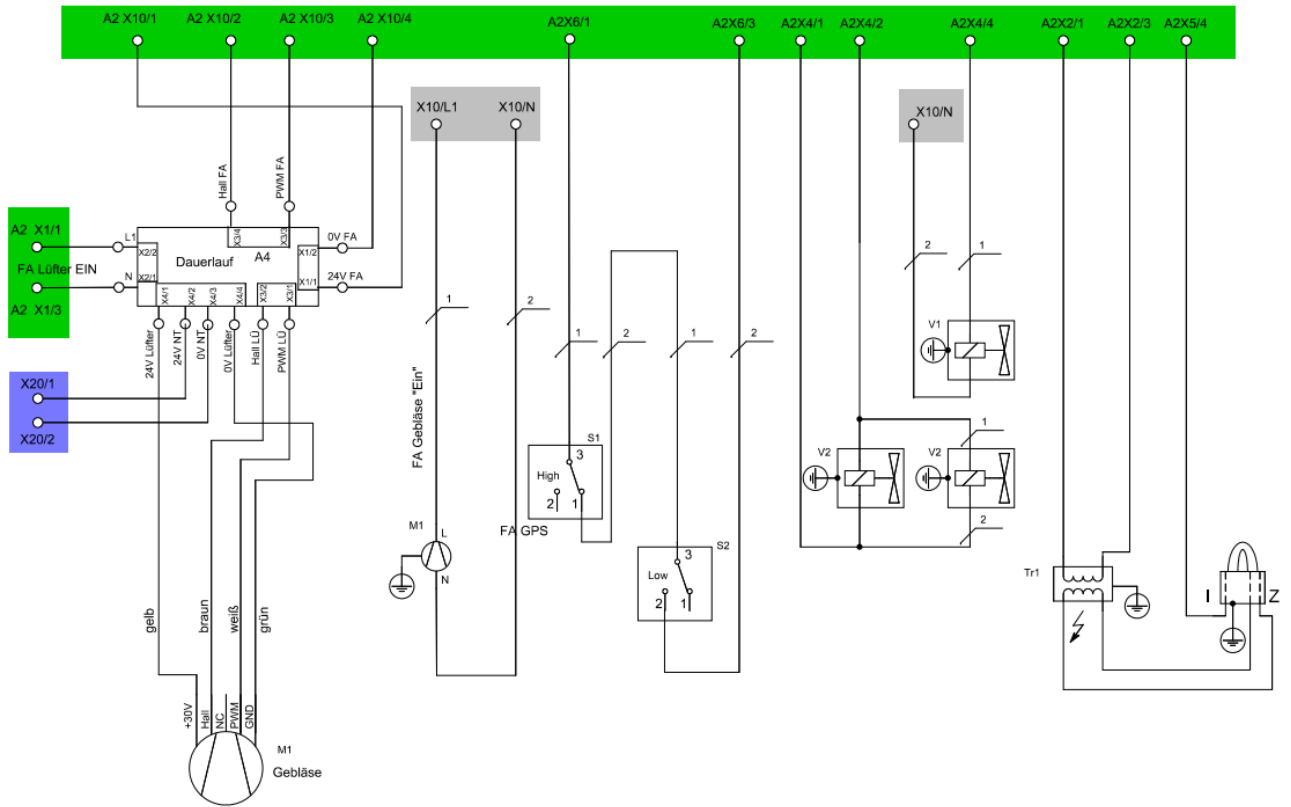 A2 X10/1 A2 X10/2 A2 X10/3 A2 X10/4 A2X6/1 A2X6/3 A2X4/1 A2X4/2 A2X4/4 A2X2/1 A2X2/3 A2X5/4
X10/L1 X10/N
X10/N
Hall FA
PWM FA
A2 X1/1
FA Lüfter EIN
A2 X1/3
L1
N
X3/4
X3/3
X2/2
X2/1
Dauerlauf A4
X1/2
X1/1
0V FA
24V FA
X4/1
X4/2
X4/3
X4/4
X3/2
X3/1
24V Lüfter
24V NT
0V NT
0V Lüfter
Hall LÜ
PWM LÜ
X20/1
X20/2
1
2
FA Gebläse "Ein"
1
2
1
2
2
1
V1
S1
3
High
2 1
FA GPS
M1
L
N
S2
3
Low
2 1
V2
1
V2
2
Tr1
I
Z
gelb
braun
weiß
grün
+30V
Hall
NC
PWM
GND
M1
Gebläse